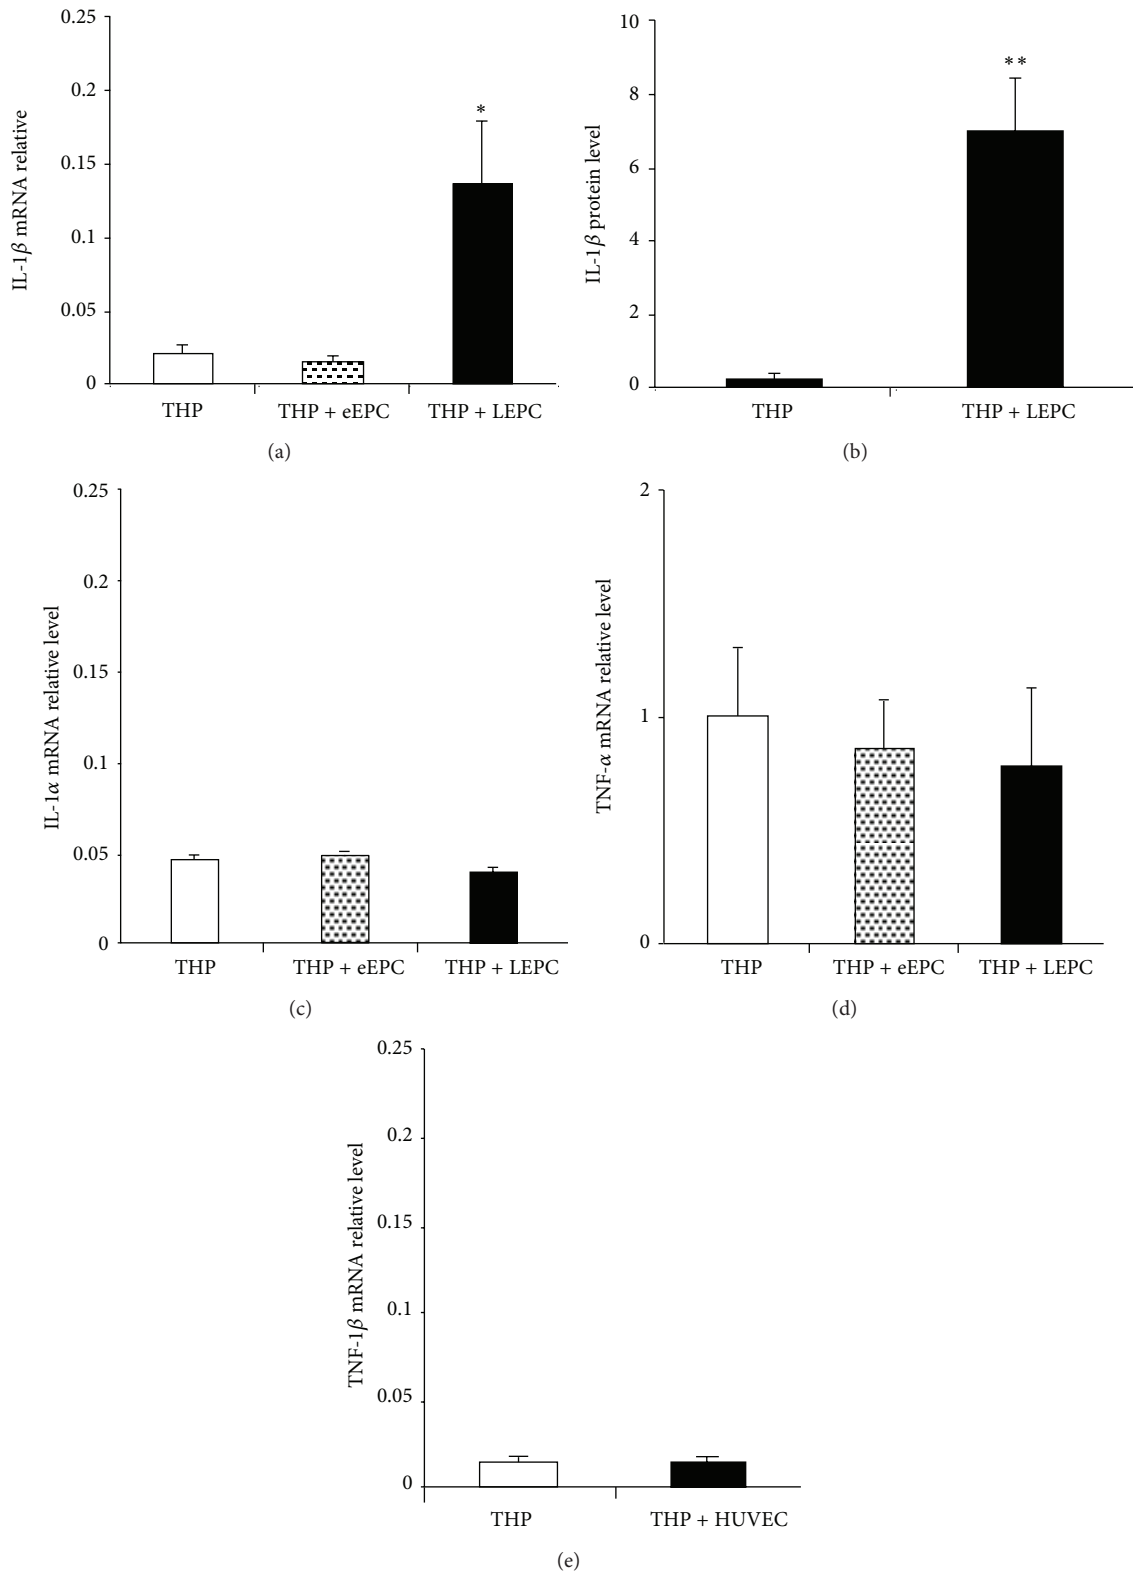 0.25
0.2
0.15
0.1
0.05
0
IL-1β mRNA relative
*
THP
THP + eEPC
THP + LEPC
(a)
10
8
6
4
2
0
IL-1β protein level
**
THP
THP + LEPC
(b)
0.25
0.2
0.15
0.1
0.05
0
IL-1α mRNA relative level
THP
THP + eEPC
THP + LEPC
(c)
2
1
0
TNF-α mRNA relative level
THP
THP + eEPC
THP + LEPC
(d)
0.25
0.2
0.15
0.1
0.05
0
TNF-1β mRNA relative level
THP
THP + HUVEC
(e)